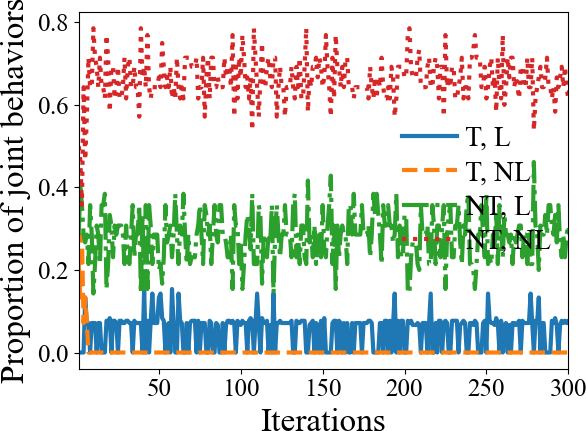 Proportion of joint behaviors
0.8
0.6
0.4
0.2
0.0
T, L
T, NL
NT, L
NT, NL
50
100
150
200
250
300
Iterations